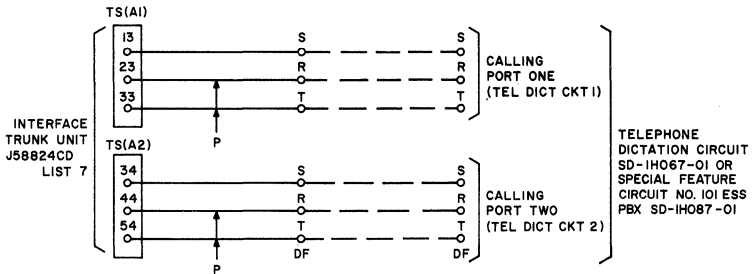 TS(A1)
13 S S
23 R R
33 T T
P
CALLING
PORT ONE
(TEL DICT CKT 1)
INTERFACE
TRUNK UNIT
J58824CD
LIST 7
TS(A2)
34 S S
44 R R
54 T T
DF DF
P
CALLING
PORT TWO
(TEL DICT CKT 2)
TELEPHONE
DICTATION CIRCUIT
SD-1H067-01 OR
SPECIAL FEATURE
CIRCUIT NO. 101 ESS
PBX SD-1H087-01